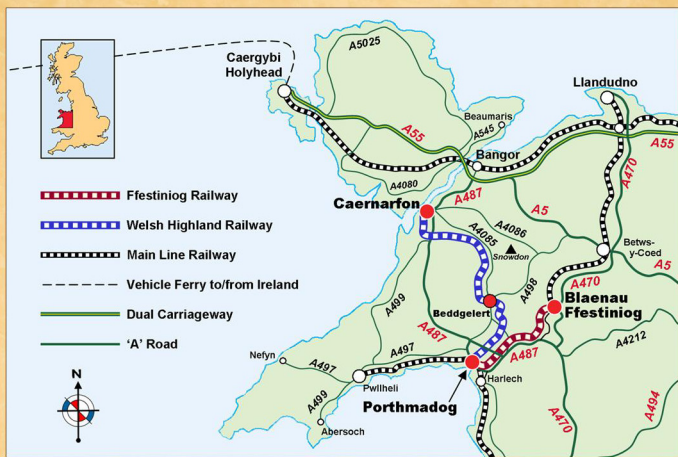 A5025
Caergybi
Holyhead
Llandudno
Beaumaris
A55
A545
Bangor
A55
A470
A4080
A487
Caernarfon
A5
A4086
A4085
Snowdon
Betws-
y-Coed
A5
A498
A470
A499
Beddgelert
Blaenau
Ffestiniog
A487
A4212
Nefyn
A497
A497
A487
Pwllheli
Harlech
A499
Porthmadog
Abersoch
A470
A494
Ffestiniog Railway
Welsh Highland Railway
Main Line Railway
Vehicle Ferry to/from Ireland
Dual Carriageway
'A' Road
N